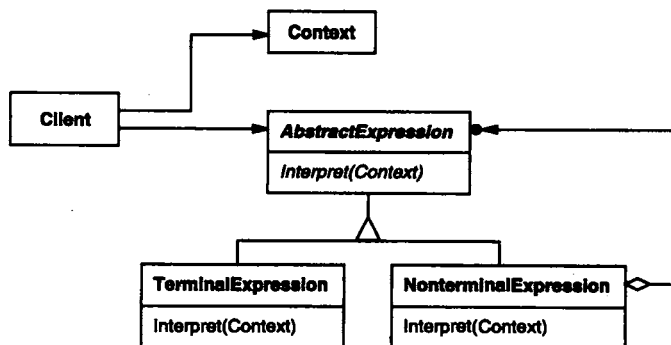 Context
Client
AbstractExpression
Interpret(Context)
TerminalExpression
Interpret(Context)
NonterminalExpression
Interpret(Context)